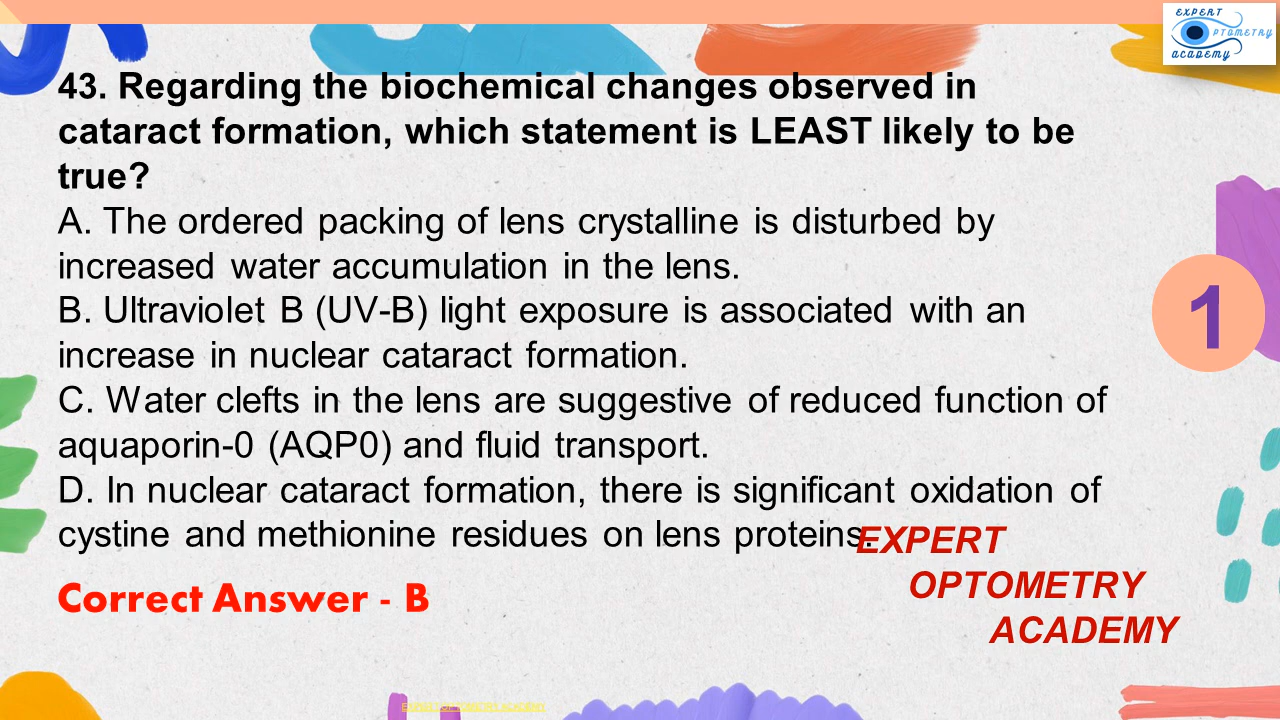 EXPERT
PTOMETRY
ACADEMY
43. Regarding the biochemical changes observed in
cataract formation, which statement is LEAST likely to be
true?
A. The ordered packing of lens crystalline is disturbed by
increased water accumulation in the lens.
B. Ultraviolet B (UV-B) light exposure is associated with an
increase in nuclear cataract formation.
1
C. Water clefts in the lens are suggestive of reduced function of
aquaporin-0 (AQP0) and fluid transport.
D. In nuclear cataract formation, there is significant oxidation of
cystine and methionine residues on lens proteins.
EXPERT
OPTOMETRY
ACADEMY
Correct Answer - B
EXPERT OPTOMETRY ACADEMY